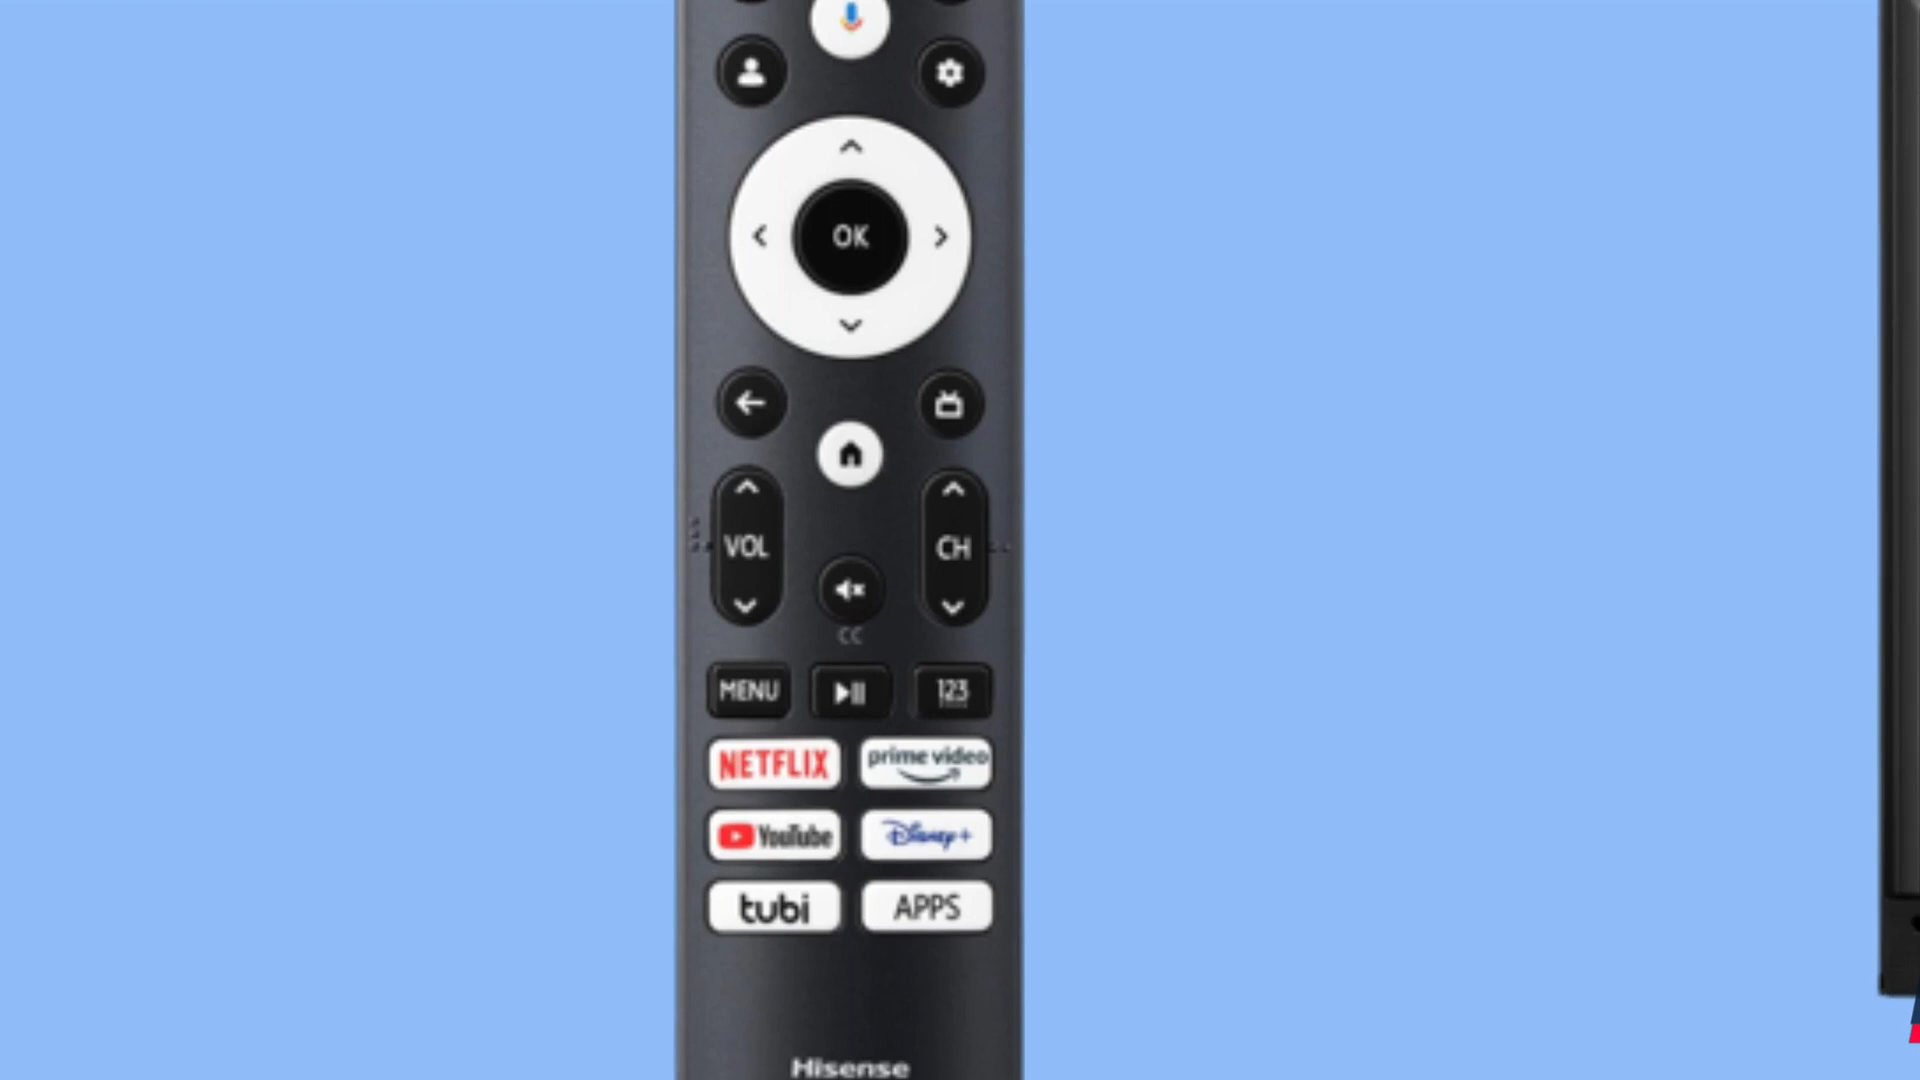 OK
VOL
CH
CC
MENU
123
NETFLIX
prime video
YouTube
Disney+
tubi
APPS
Hisense